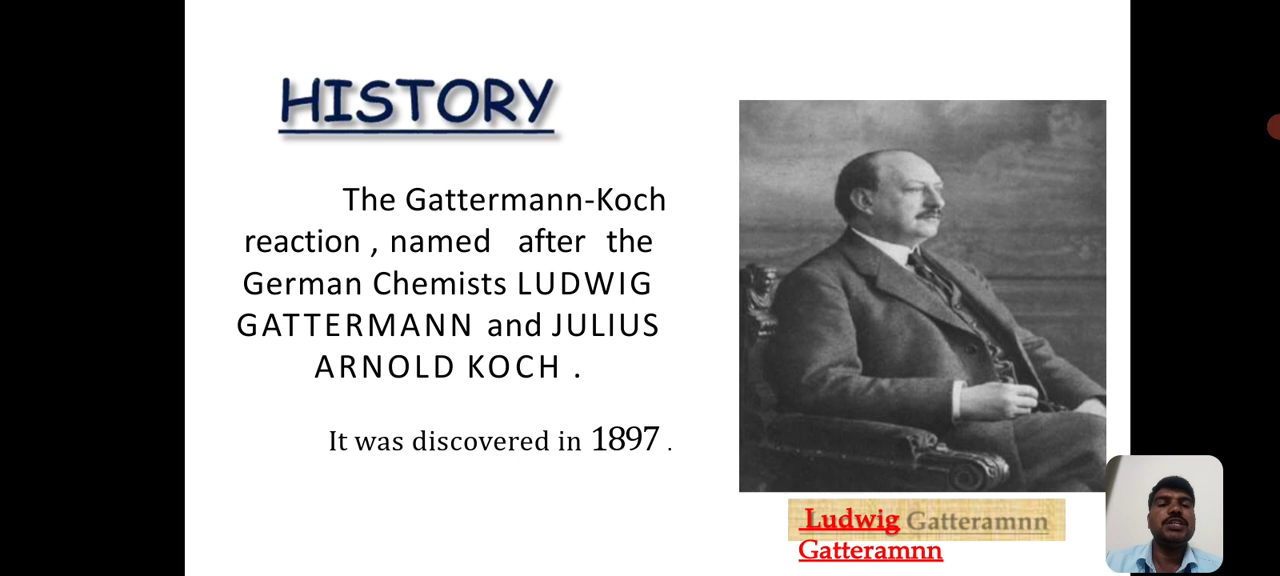 HISTORY
The Gattermann-Koch
reaction , named after the
German Chemists LUDWIG
GATTERMANN and JULIUS
ARNOLD KOCH .
It was discovered in 1897 .
Ludwig Gatteramnn
Gatteramnn